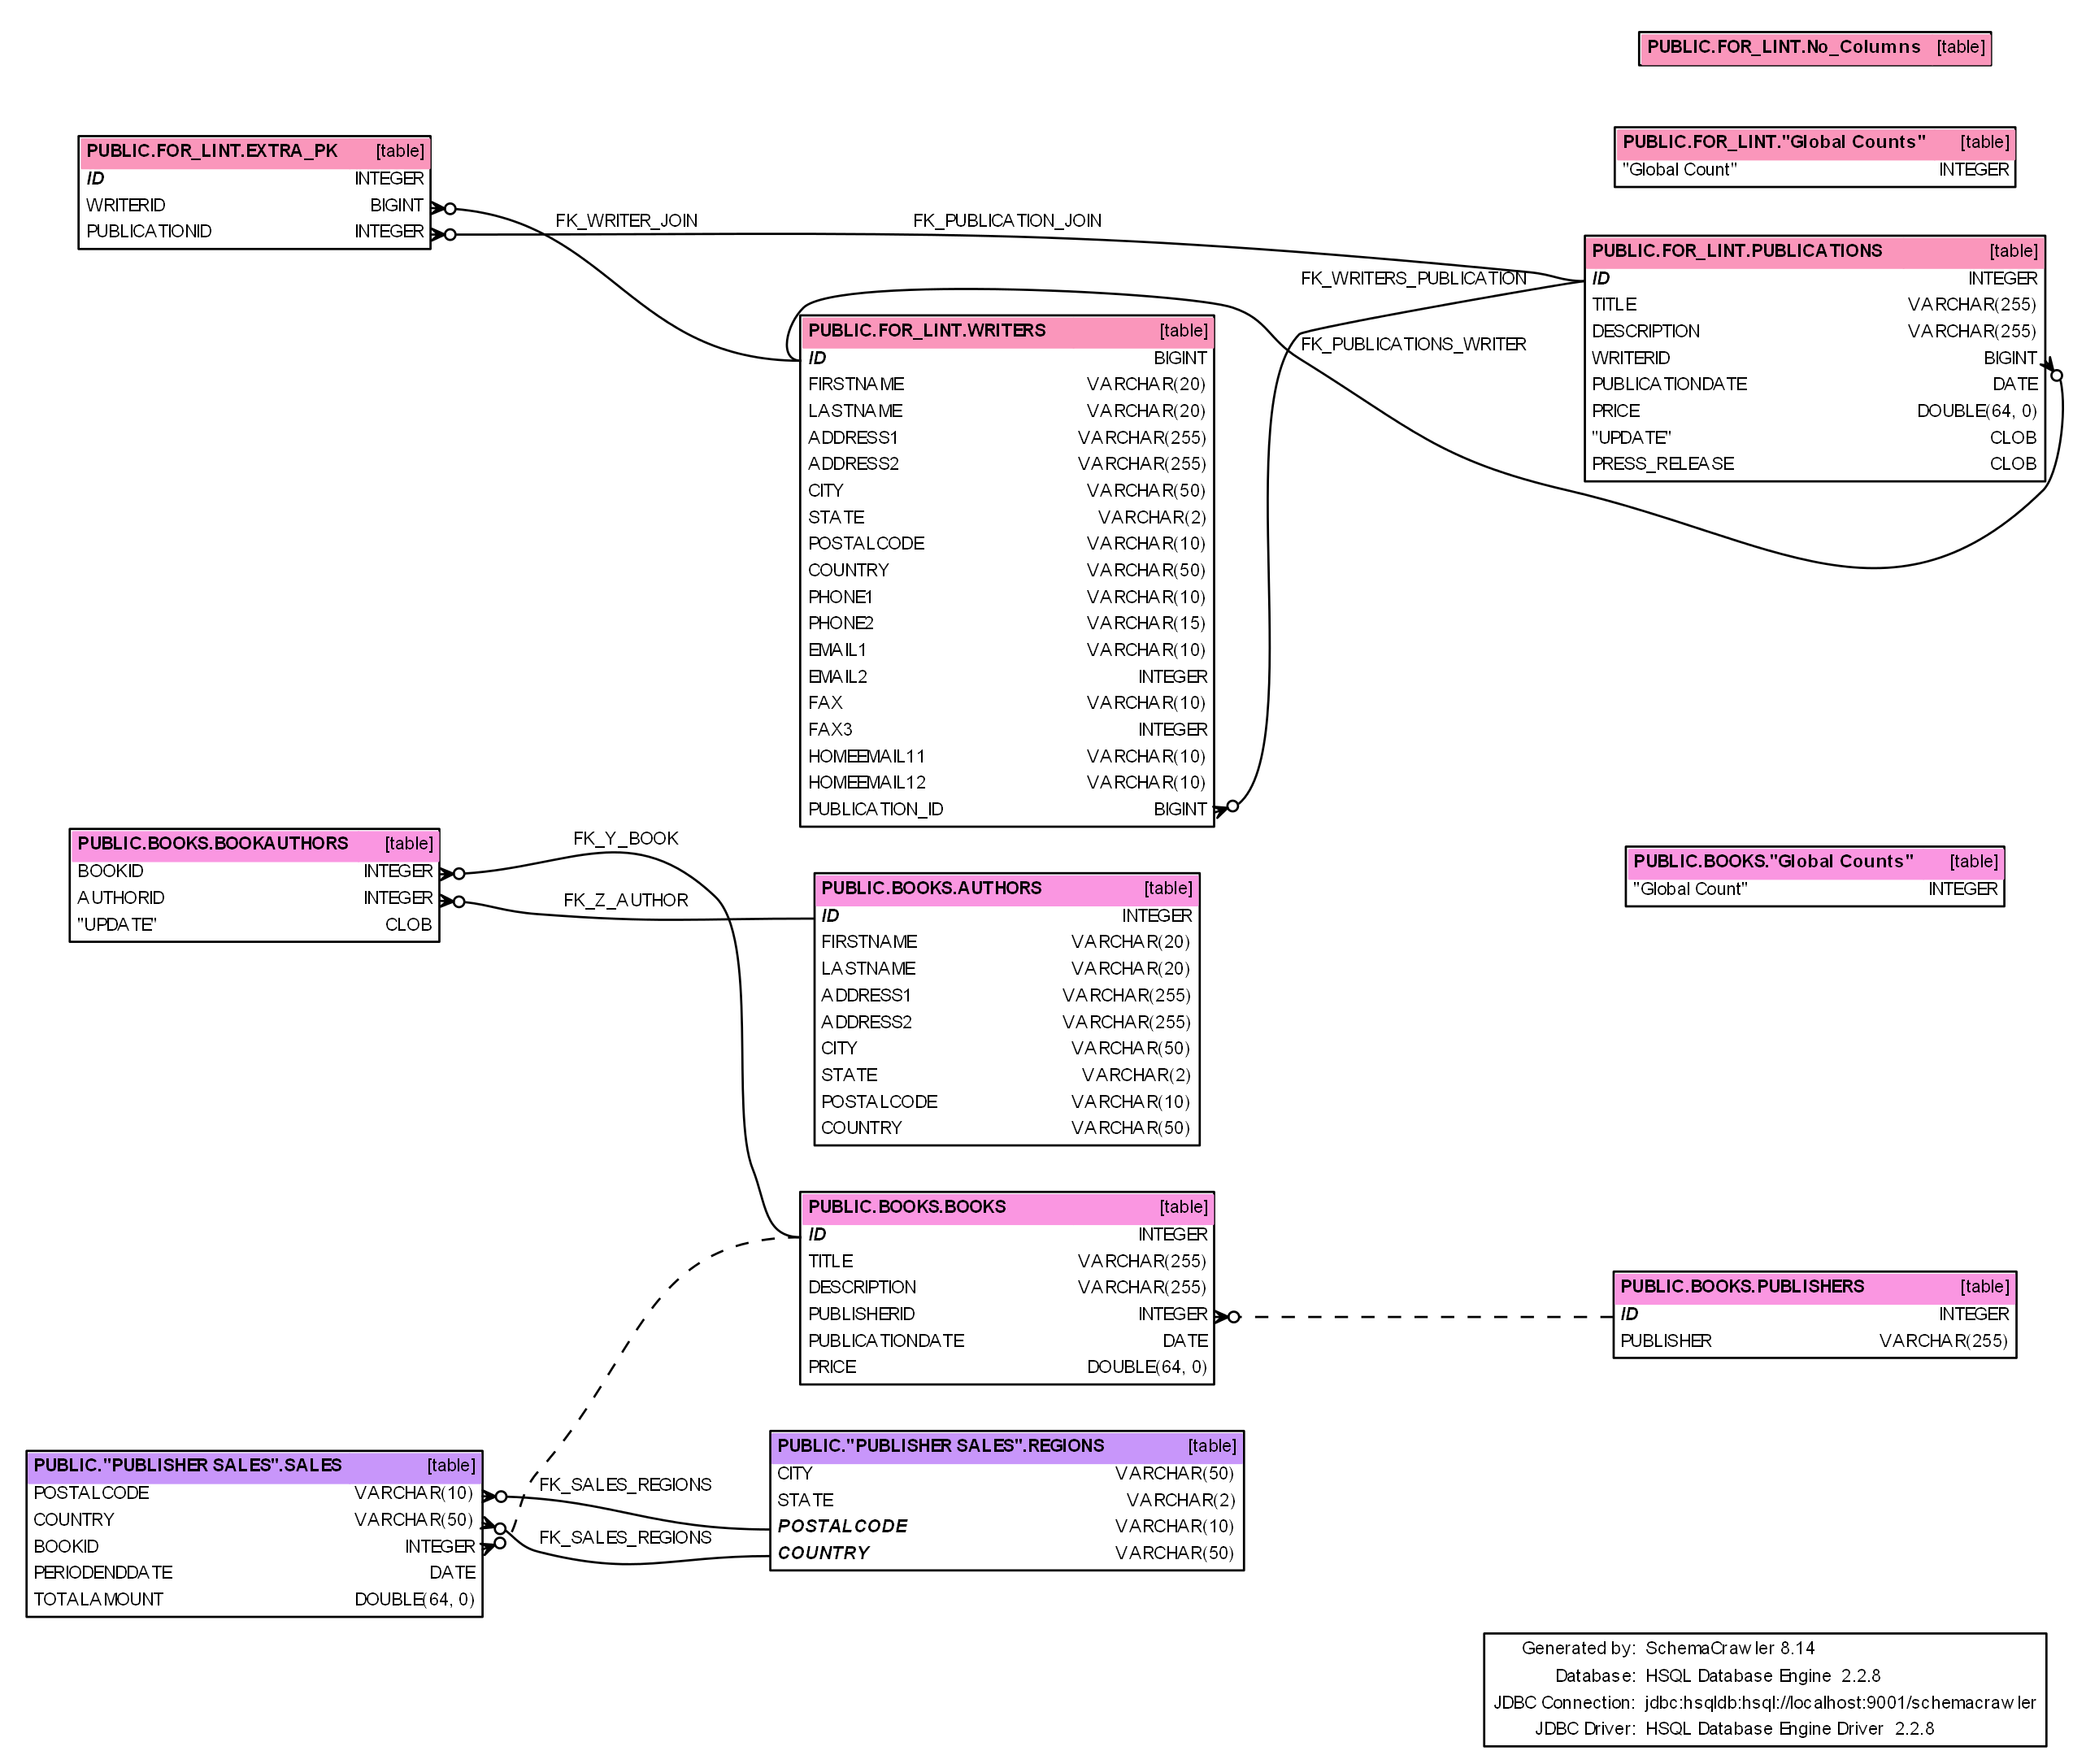 PUBLIC.FOR_LINT.No_Columns [table]
PUBLIC.FOR_LINT."Global Counts" [table]
"Global Count" INTEGER
PUBLIC.FOR_LINT.EXTRA_PK [table]
ID INTEGER
WRITERID BIGINT
PUBLICATIONID INTEGER
FK_WRITER_JOIN
FK_PUBLICATION_JOIN
FK_WRITERS_PUBLICATION
FK_PUBLICATIONS_WRITER
PUBLIC.FOR_LINT.PUBLICATIONS [table]
ID INTEGER
TITLE VARCHAR(255)
DESCRIPTION VARCHAR(255)
WRITERID BIGINT
PUBLICATIONDATE DATE
PRICE DOUBLE(64, 0)
"UPDATE" CLOB
PRESS_RELEASE CLOB
PUBLIC.FOR_LINT.WRITERS [table]
ID BIGINT
FIRSTNAME VARCHAR(20)
LASTNAME VARCHAR(20)
ADDRESS1 VARCHAR(255)
ADDRESS2 VARCHAR(255)
CITY VARCHAR(50)
STATE VARCHAR(2)
POSTALCODE VARCHAR(10)
COUNTRY VARCHAR(50)
PHONE1 VARCHAR(10)
PHONE2 VARCHAR(15)
EMAIL1 VARCHAR(10)
EMAIL2 INTEGER
FAX VARCHAR(10)
FAX3 INTEGER
HOMEEMAIL11 VARCHAR(10)
HOMEEMAIL12 VARCHAR(10)
PUBLICATION_ID BIGINT
PUBLIC.BOOKS.BOOKAUTHORS [table]
BOOKID INTEGER
AUTHORID INTEGER
"UPDATE" CLOB
FK_Y_BOOK
FK_Z_AUTHOR
PUBLIC.BOOKS.AUTHORS [table]
ID INTEGER
FIRSTNAME VARCHAR(20)
LASTNAME VARCHAR(20)
ADDRESS1 VARCHAR(255)
ADDRESS2 VARCHAR(255)
CITY VARCHAR(50)
STATE VARCHAR(2)
POSTALCODE VARCHAR(10)
COUNTRY VARCHAR(50)
PUBLIC.BOOKS."Global Counts" [table]
"Global Count" INTEGER
PUBLIC.BOOKS.BOOKS [table]
ID INTEGER
TITLE VARCHAR(255)
DESCRIPTION VARCHAR(255)
PUBLISHERID INTEGER
PUBLICATIONDATE DATE
PRICE DOUBLE(64, 0)
PUBLIC.BOOKS.PUBLISHERS [table]
ID INTEGER
PUBLISHER VARCHAR(255)
PUBLIC."PUBLISHER SALES".SALES [table]
POSTALCODE VARCHAR(10)
COUNTRY VARCHAR(50)
BOOKID INTEGER
PERIODENDDATE DATE
TOTALAMOUNT DOUBLE(64, 0)
FK_SALES_REGIONS
FK_SALES_REGIONS
PUBLIC."PUBLISHER SALES".REGIONS [table]
CITY VARCHAR(50)
STATE VARCHAR(2)
POSTALCODE VARCHAR(10)
COUNTRY VARCHAR(50)
Generated by: SchemaCrawler 8.14
Database: HSQL Database Engine 2.2.8
JDBC Connection: jdbc:hsqldb:hsql://localhost:9001/schemacrawler
JDBC Driver: HSQL Database Engine Driver 2.2.8